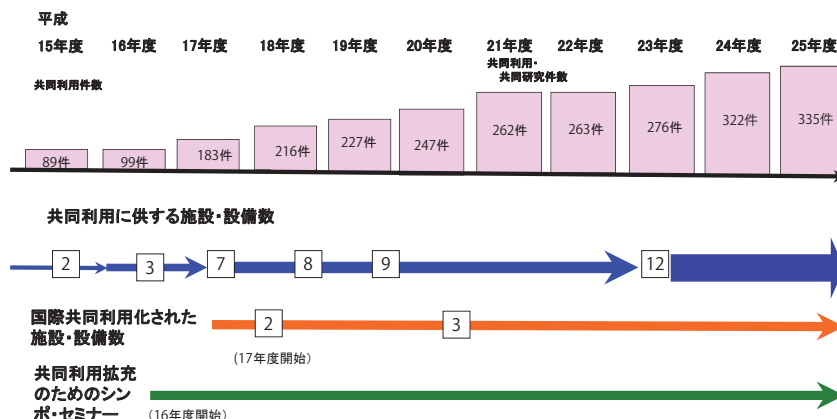 平成
15年度 16年度 17年度 18年度 19年度 20年度 21年度 22年度 23年度 24年度 25年度
共同利用件数
共同利用・
共同研究件数
89件 99件 183件 216件 227件 247件 262件 263件 276件 322件 335件
共同利用に供する施設・設備数
2 3 7 8 9 12
国際共同利用化された
施設・設備数
2 3
(17年度開始)
共同利用拡充
のためのシン
ポ・セミナー
(16年度開始)